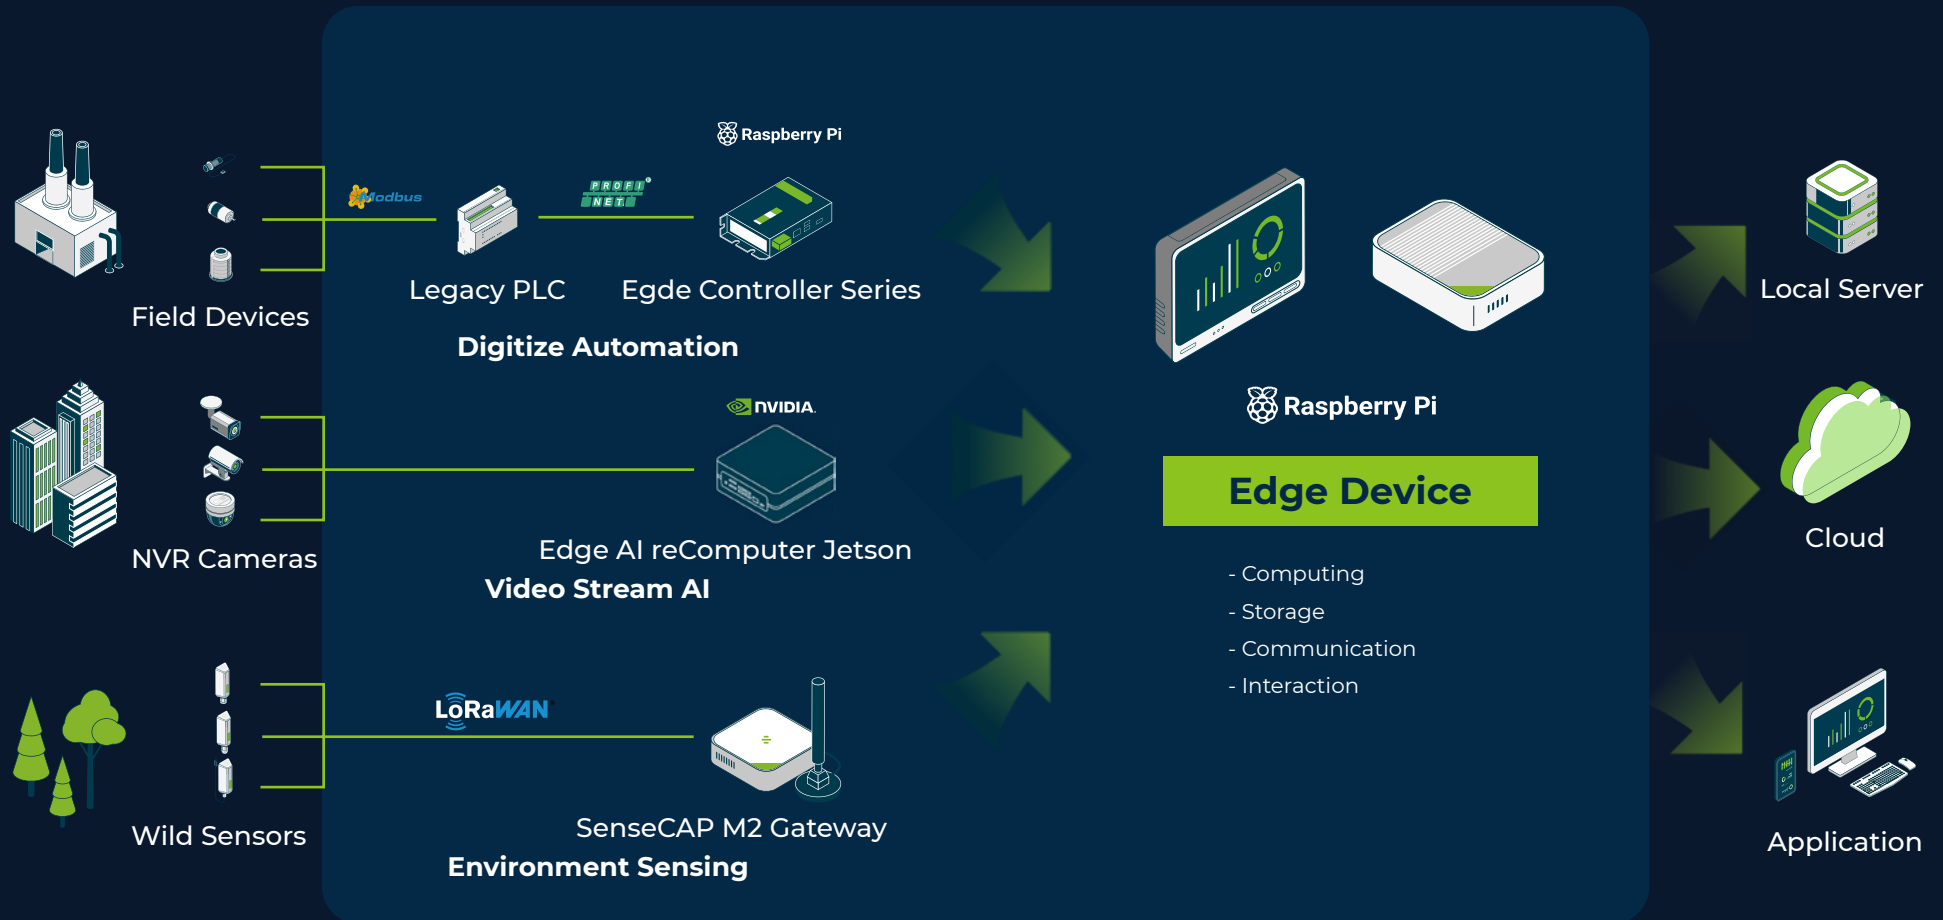 Raspberry Pi
Modbus
PROFI
NET
Legacy PLC
Egde Controller Series
Field Devices
Digitize Automation
NVIDIA.
NVR Cameras
Edge AI reComputer Jetson
Video Stream AI
LoRaWAN
Wild Sensors
SenseCAP M2 Gateway
Environment Sensing
Raspberry Pi
Edge Device
- Computing
- Storage
- Communication
- Interaction
Local Server
Cloud
Application